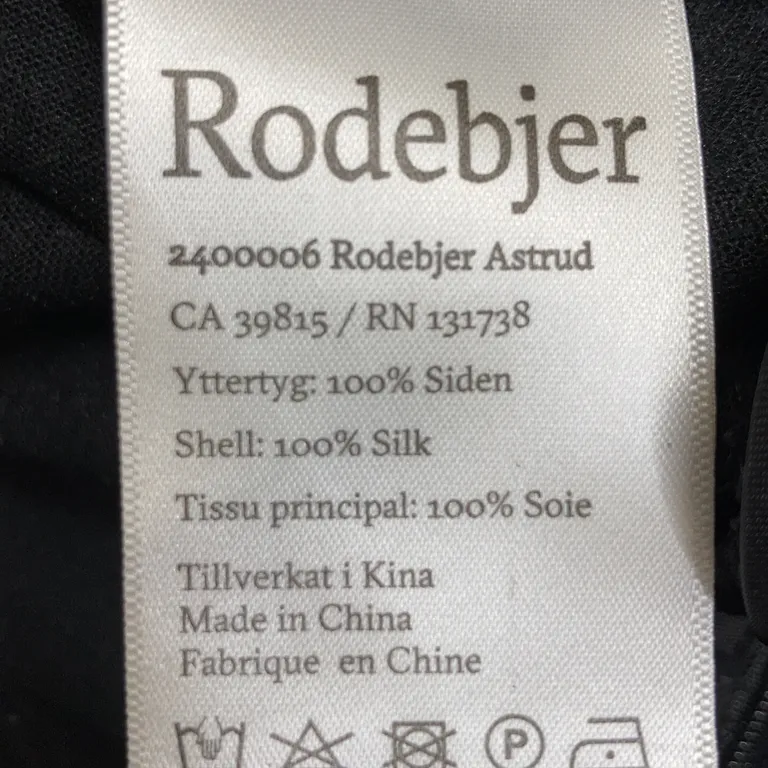 Rodebjer
2400006 Rodebjer Astrud
CA 39815 / RN 131738
Yttertyg: 100% Siden
Shell: 100% Silk
Tissu principal: 100% Soie
Tillverkat i Kina
Made in China
Fabrique en Chine
P